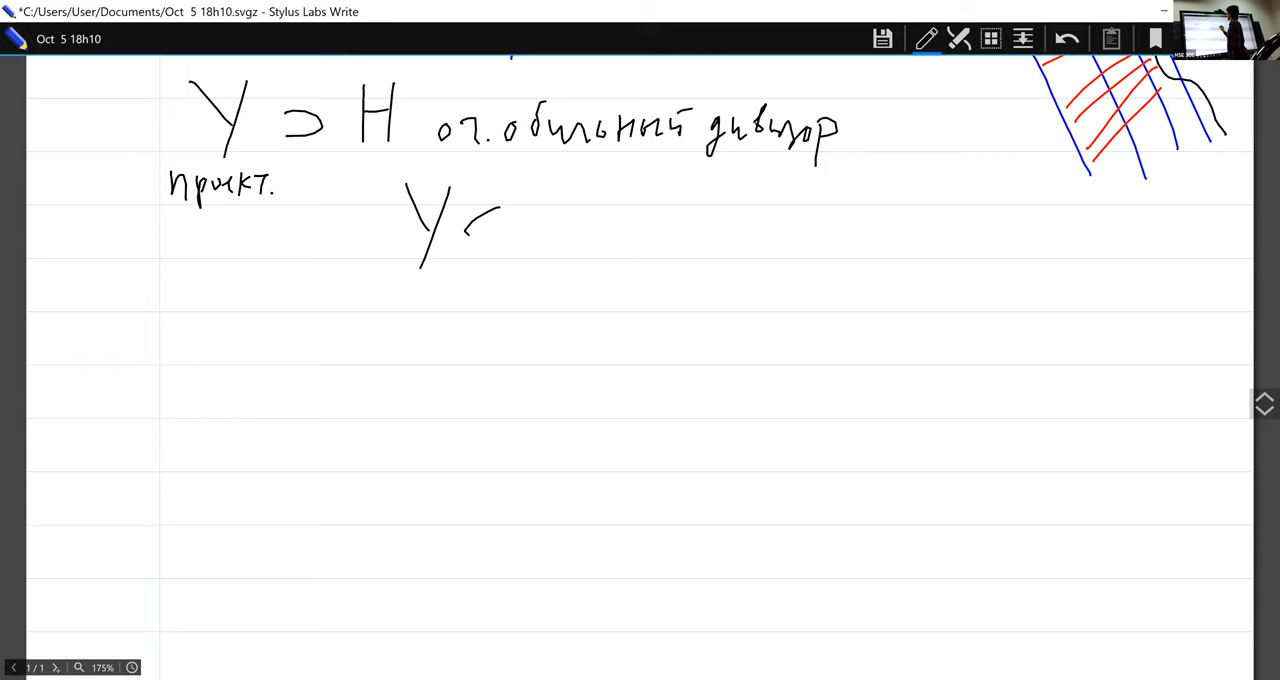 *C:/Users/User/Documents/Oct 5 18h10.svgz - Stylus Labs Write
Oct 5 18h10
Y ⊃ H оч. обильный дивизор
проект.
Y
1 / 1 175%